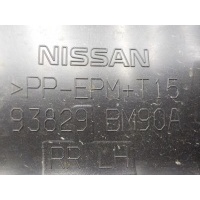 NISSAN
>PP-EPM+T15
93829 BM90A
RR LH